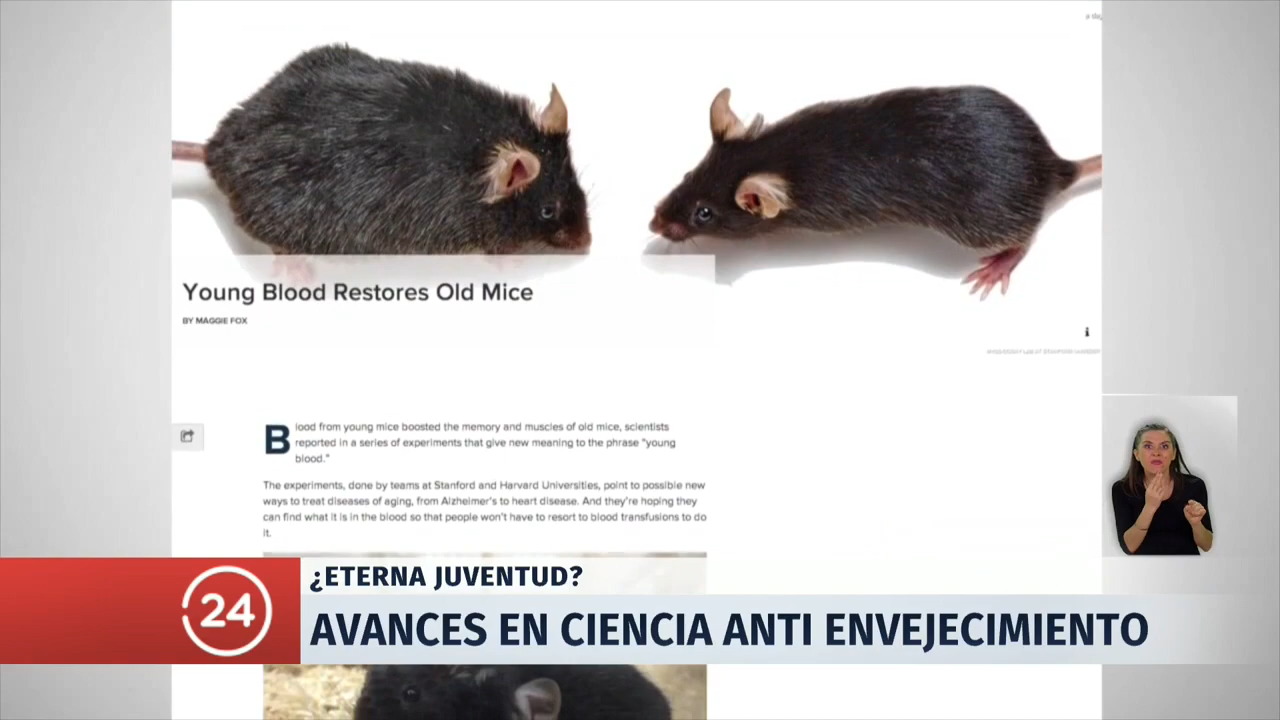 Young Blood Restores Old Mice
BY MAGGIE FOX
Blood from young mice boosted the memory and muscles of old mice, scientists
reported in a series of experiments that give new meaning to the phrase "young
blood."
The experiments, done by teams at Stanford and Harvard Universities, point to possible new
ways to treat diseases of aging, from Alzheimer's to heart disease. And they're hoping they
can find what it is in the blood so that people won't have to resort to blood transfusions to do
it.
¿ETERNA JUVENTUD?
24
AVANCES EN CIENCIA ANTI ENVEJECIMIENTO